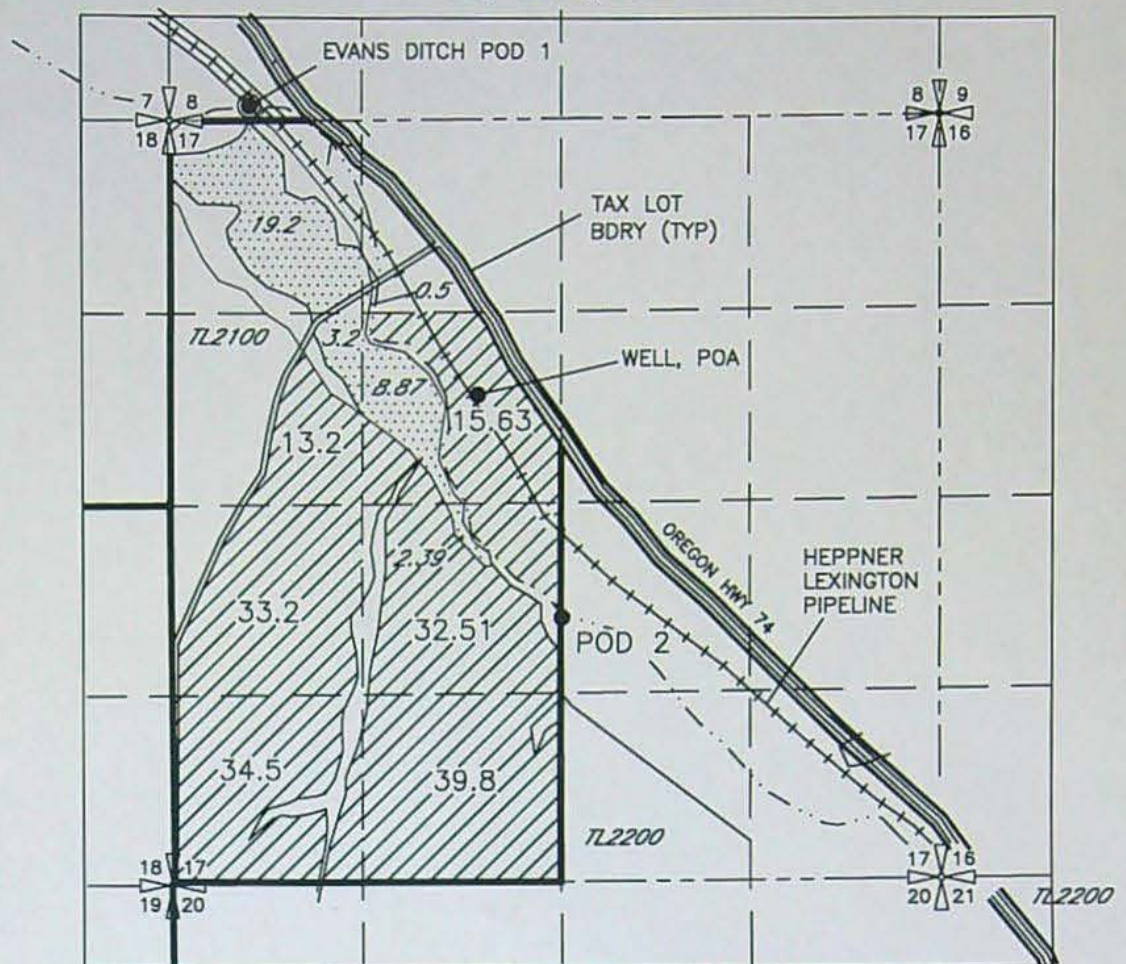 EVANS DITCH POD 1
7 8
18 17
8 9
17 16
TAX LOT
BDRY (TYP)
19.2
0.5
TL2100
3.2
8.87
WELL, POA
15.63
13.2
OREGON HWY 74
HEPPNER
LEXINGTON
PIPELINE
2.39
33.2
32.51
POD 2
34.5
39.8
TL2200
18 17
19 20
17 16
20 21
TL2200